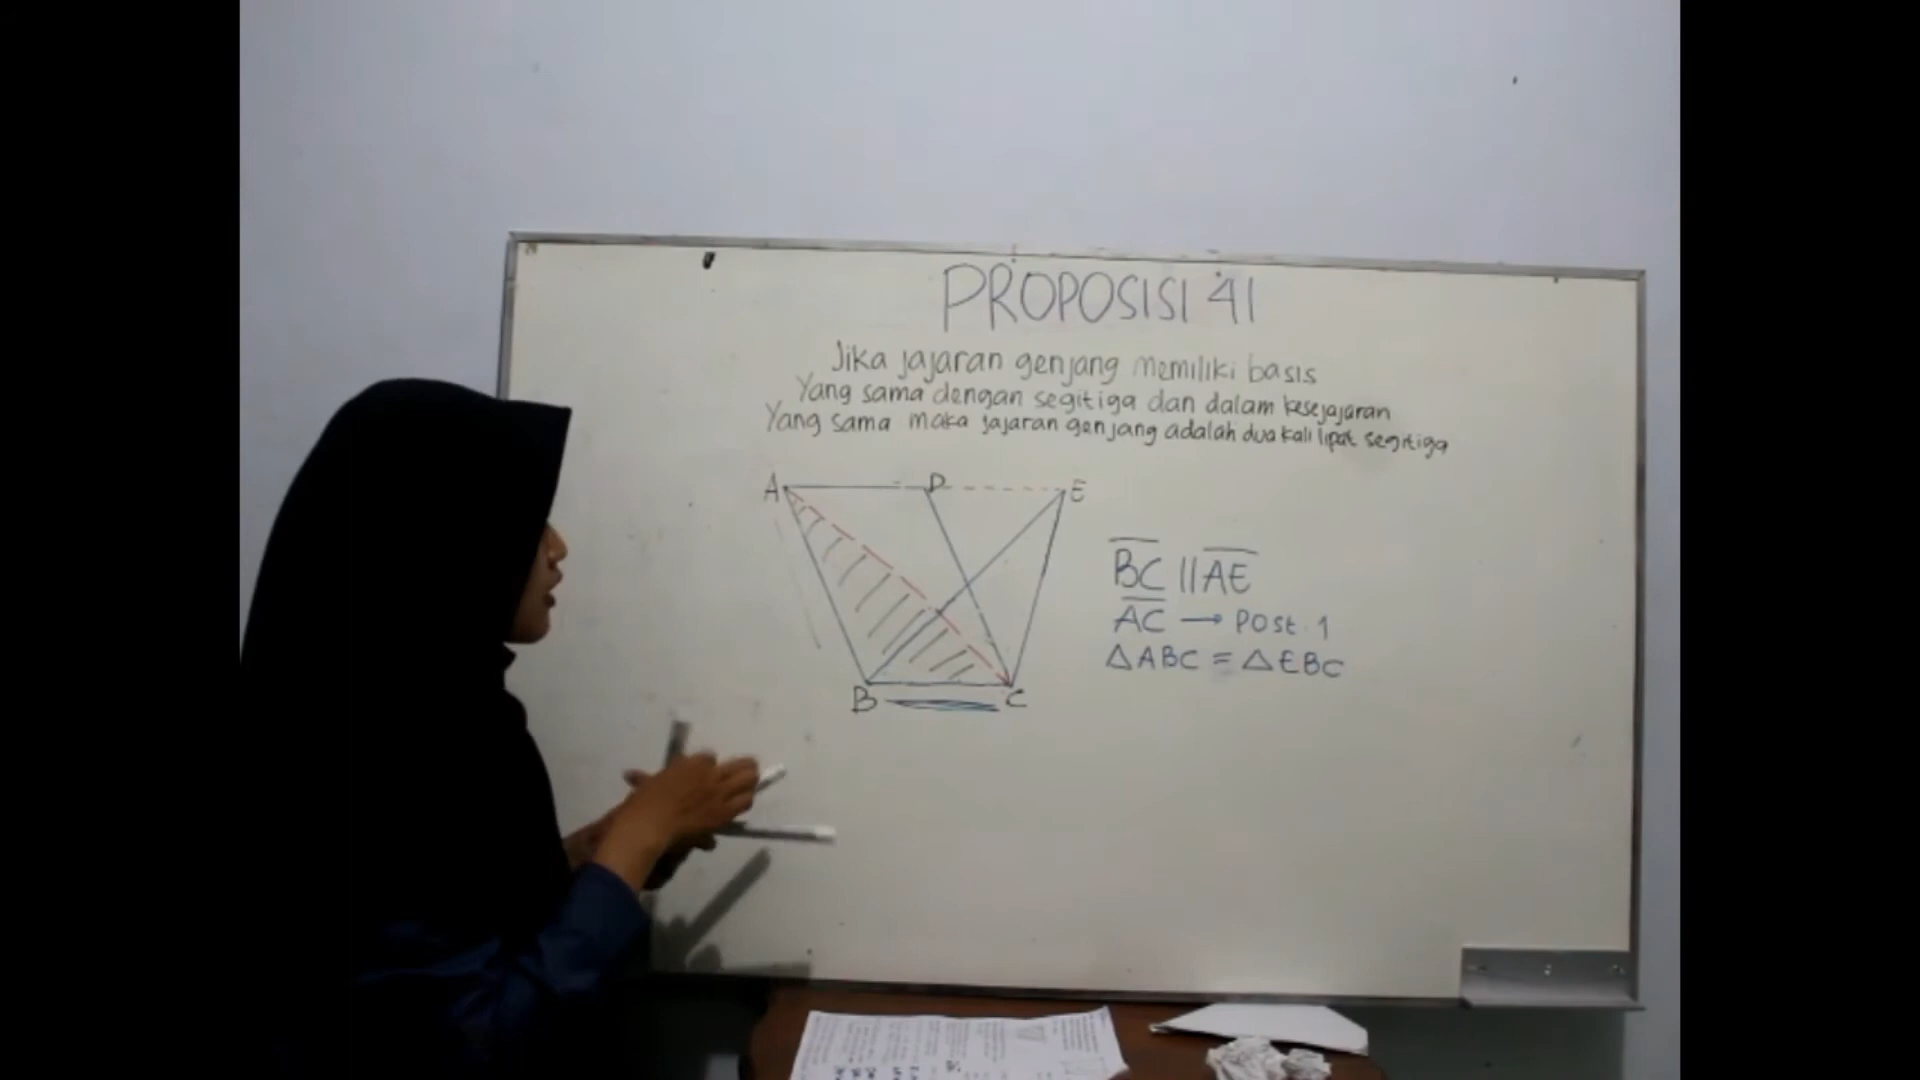 PROPOSISI 41
Jika jajaran genjang memiliki basis
Yang sama dengan segitiga dan dalam kesejajaran
Yang sama maka jajaran genjang adalah dua kali lipat segitiga
A D E
B C
BC || AE
AC → Post. 1
△ABC = △EBC